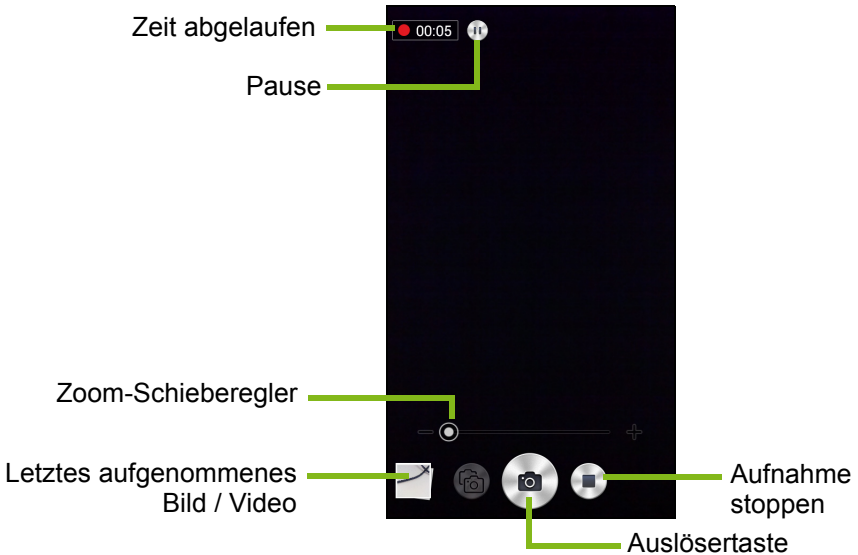 Zeit abgelaufen
00:05
Pause
Zoom-Schieberegler
Letztes aufgenommenes
Bild / Video
Aufnahme
stoppen
Auslösertaste